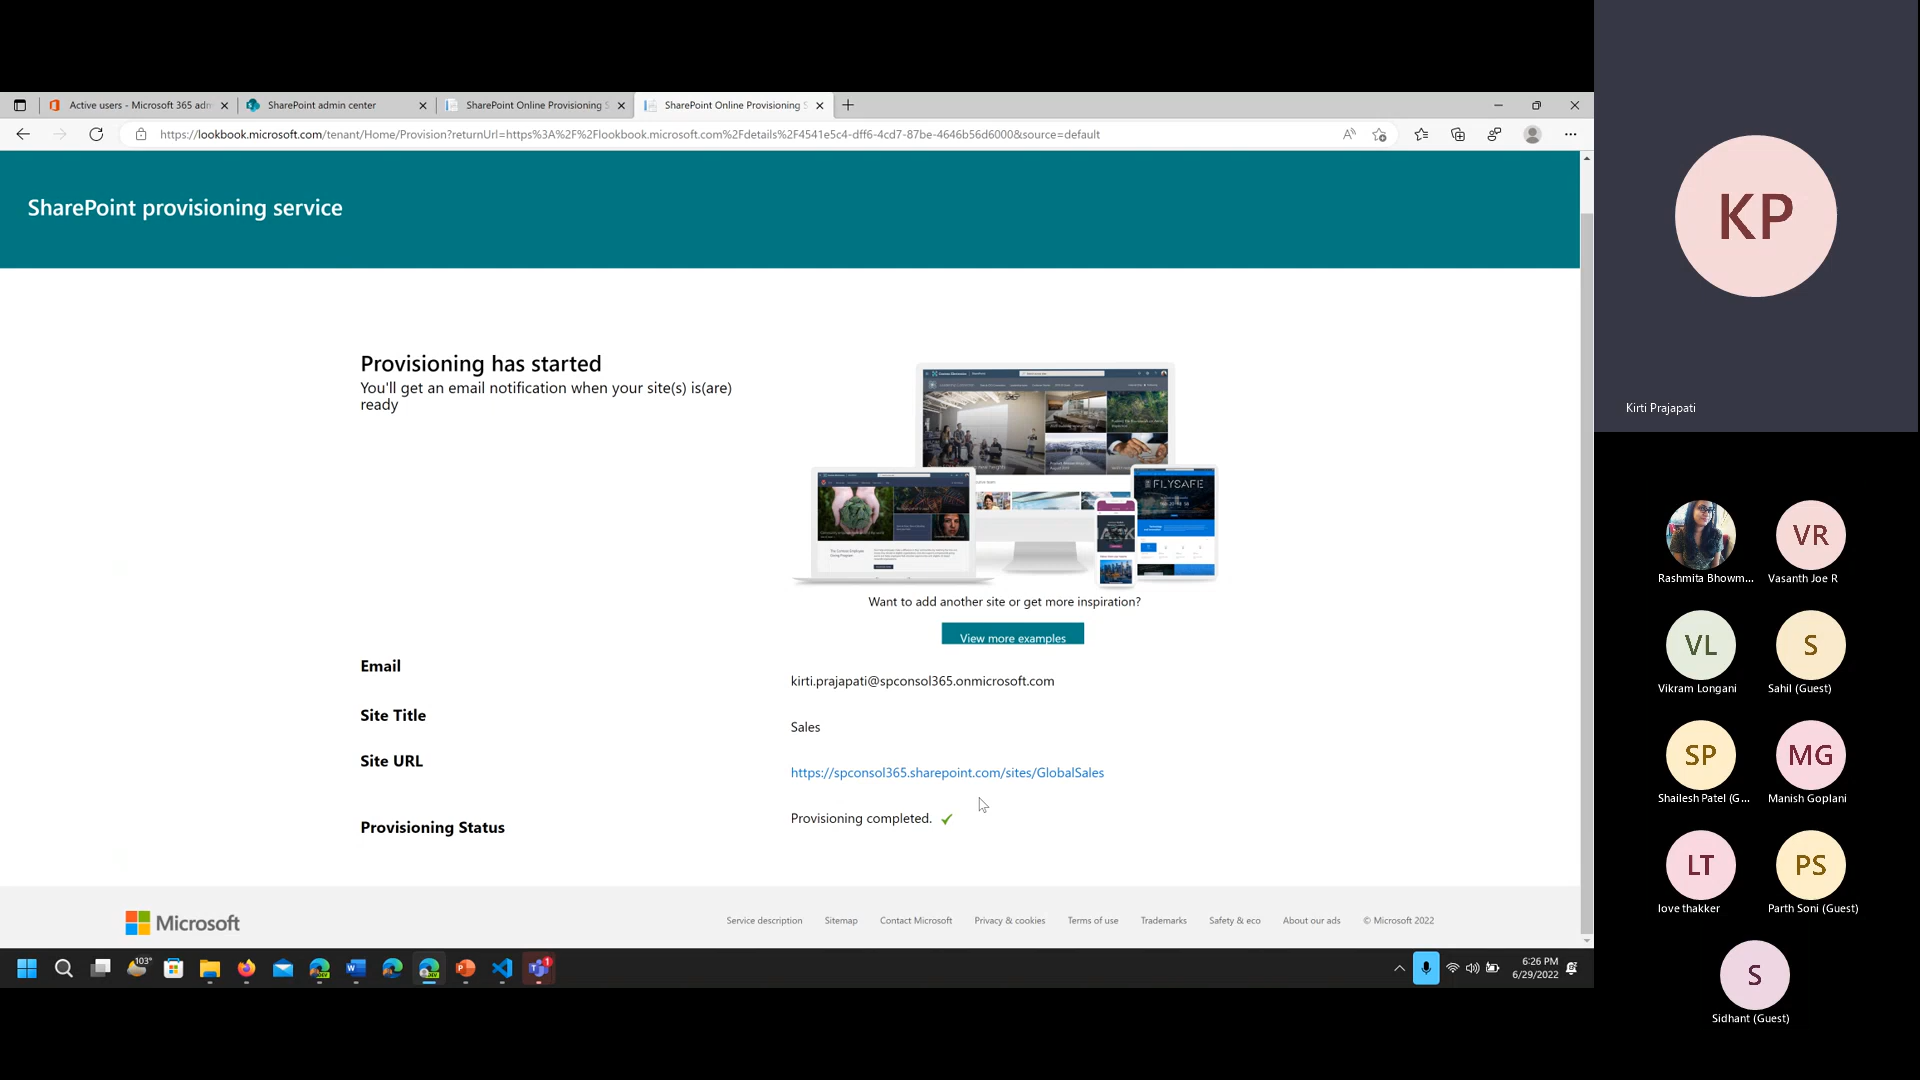 Active users - Microsoft 365 adm
SharePoint admin center
SharePoint Online Provisioning S
SharePoint Online Provisioning S
https://lookbook.microsoft.com/tenant/Home/Provision?returnUrl=https%3A%2F%2Flookbook.microsoft.com%2Fdetails%2F4541e5c4-dff6-4cd7-87be-4646b56d6000&source=default
SharePoint provisioning service
Provisioning has started
You'll get an email notification when your site(s) is(are)
ready
FLYSAFE
Want to add another site or get more inspiration?
View more examples
Email
kirti.prajapati@spconsol365.onmicrosoft.com
Site Title
Sales
Site URL
https://spconsol365.sharepoint.com/sites/GlobalSales
Provisioning Status
Provisioning completed.
Microsoft
Service description
Sitemap
Contact Microsoft
Privacy & cookies
Terms of use
Trademarks
Safety & eco
About our ads
© Microsoft 2022
103°
DEV
DEV
1
6:26 PM
6/29/2022
KP
Kirti Prajapati
Rashmita Bhowm...
VR
Vasanth Joe R
VL
Vikram Longani
S
Sahil (Guest)
SP
Shailesh Patel (G...
MG
Manish Goplani
LT
love thakker
PS
Parth Soni (Guest)
S
Sidhant (Guest)